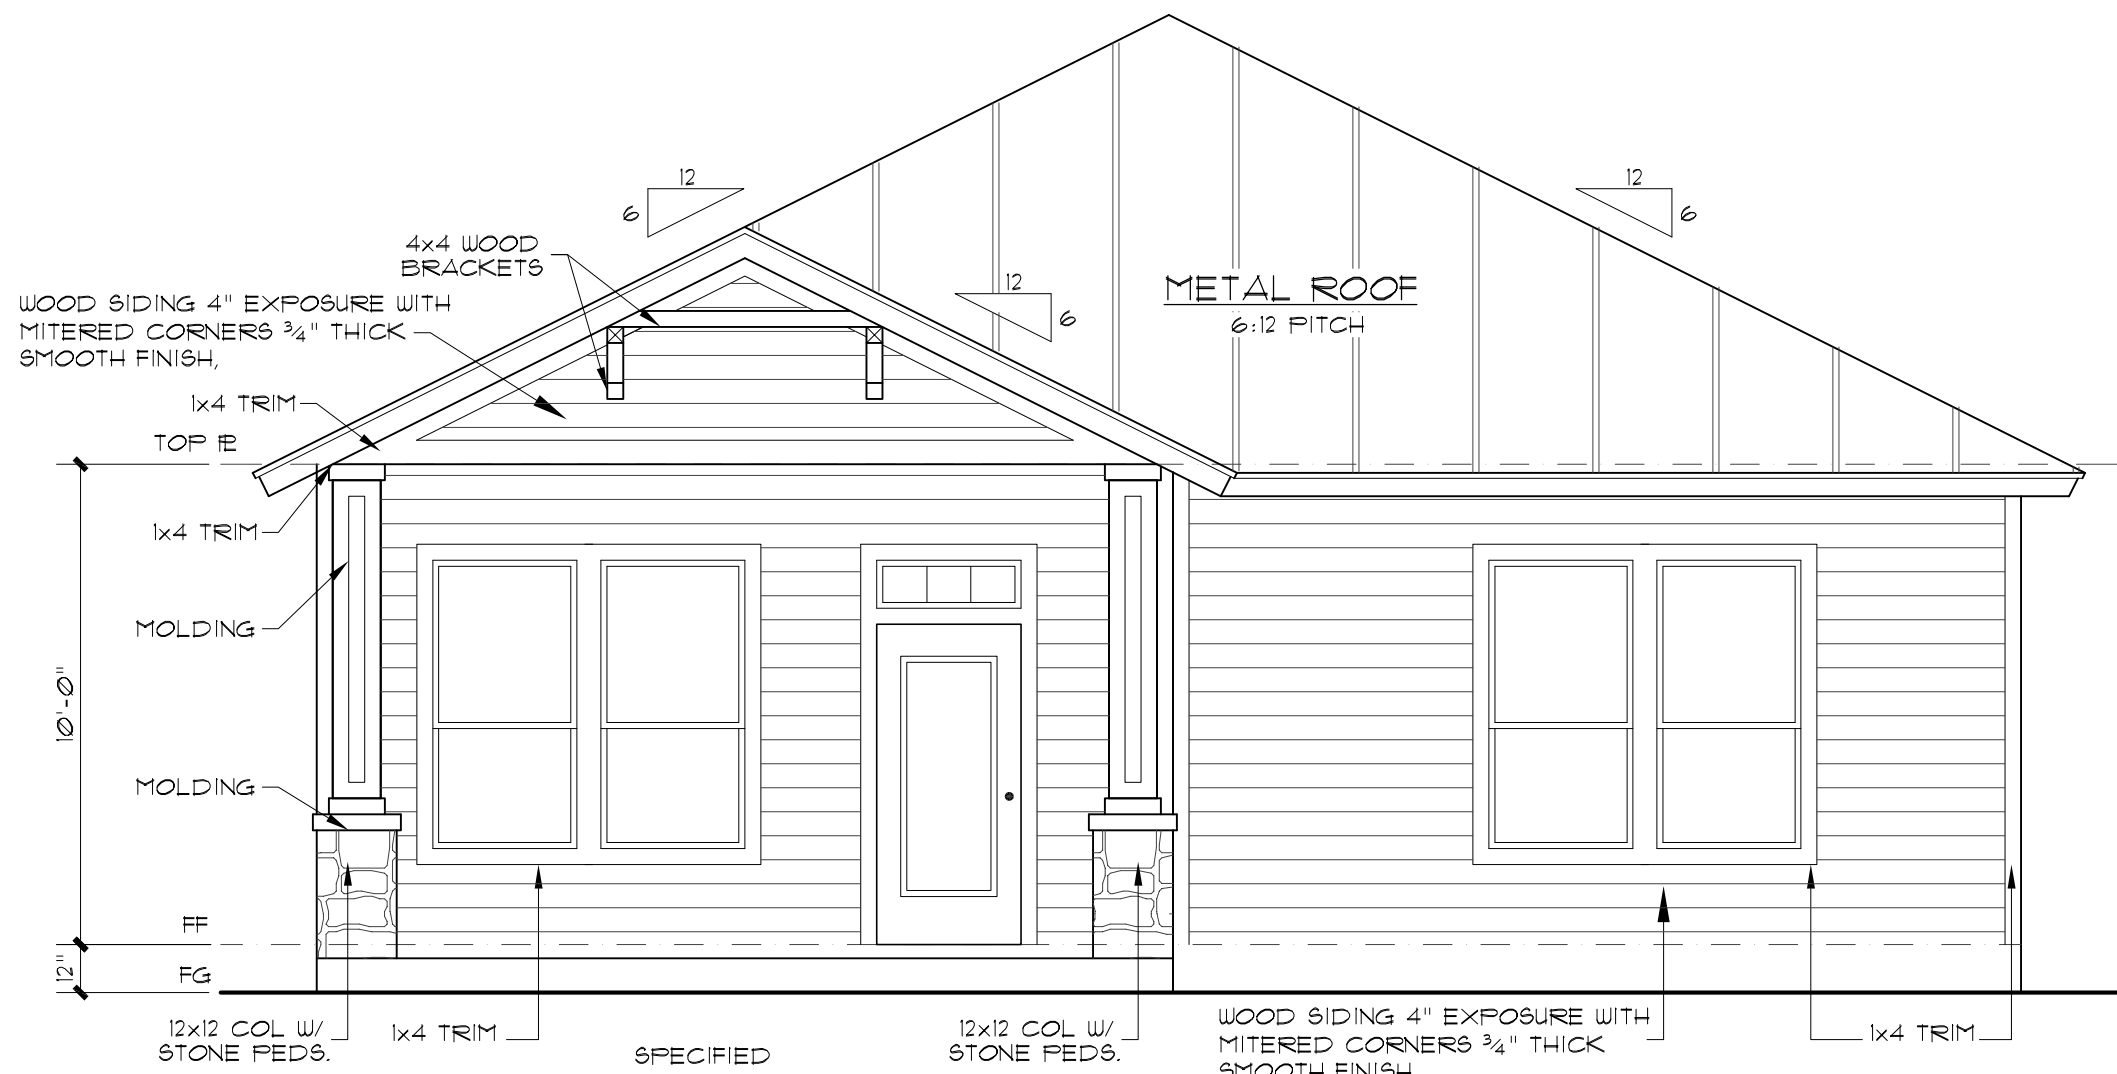 12
6
12
6
4x4 WOOD
BRACKETS
12
6
METAL ROOF
6:12 PITCH
WOOD SIDING 4" EXPOSURE WITH
MITERED CORNERS ¾" THICK
SMOOTH FINISH,
1x4 TRIM
TOP PL
1x4 TRIM
MOLDING
10'-0"
MOLDING
FF
12"
FG
12x12 COL W/
STONE PEDS.
1x4 TRIM
SPECIFIED
12x12 COL W/
STONE PEDS.
WOOD SIDING 4" EXPOSURE WITH
MITERED CORNERS ¾" THICK
SMOOTH FINISH
1x4 TRIM